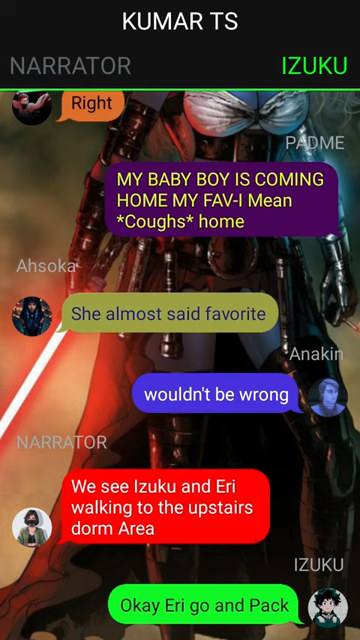 KUMAR TS
NARRATOR
IZUKU
Right
PADME
MY BABY BOY IS COMING
HOME MY FAV-I Mean
*Coughs* home
Ahsoka
She almost said favorite
Anakin
wouldn't be wrong
NARRATOR
We see Izuku and Eri
walking to the upstairs
dorm Area
IZUKU
Okay Eri go and Pack